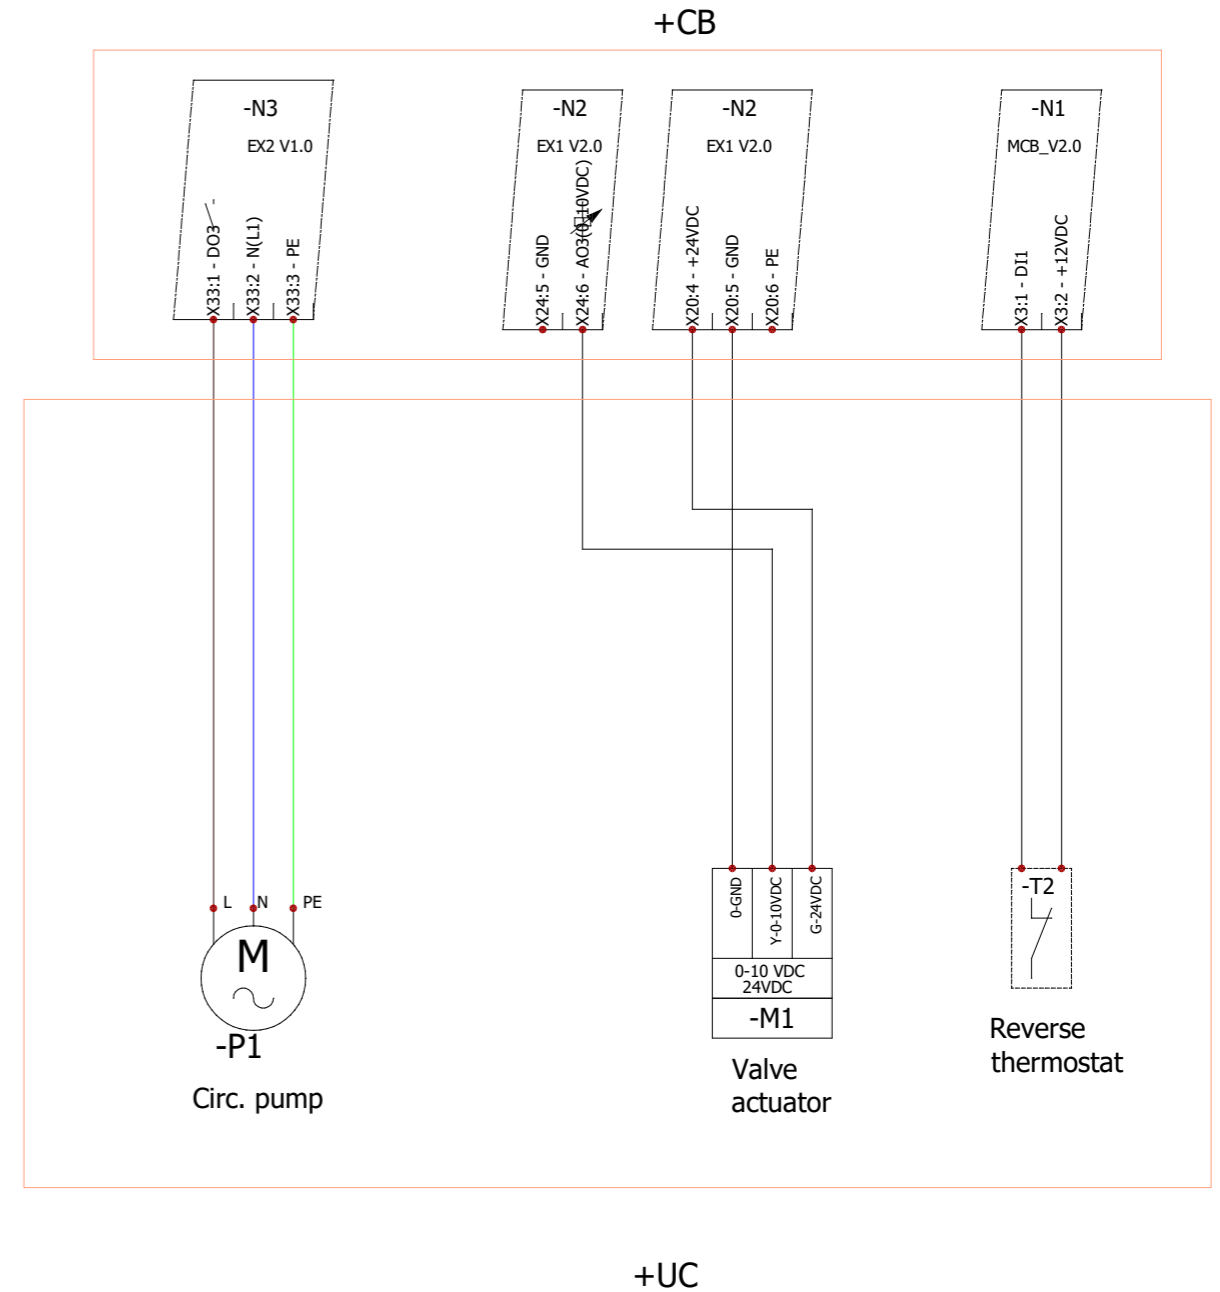 +CB
-N3
EX2 V1.0
X33:1 - DO3
X33:2 - N(L1)
X33:3 - PE
-N2
EX1 V2.0
X24:5 - GND
X24:6 - AO3(0-10VDC)
-N2
EX1 V2.0
X20:4 - +24VDC
X20:5 - GND
X20:6 - PE
-N1
MCB_V2.0
X3:1 - DI1
X3:2 - +12VDC
L
N
PE
M
-P1
Circ. pump
0-GND
Y-0-10VDC
G-24VDC
0-10 VDC
24VDC
-M1
Valve
actuator
-T2
Reverse
thermostat
+UC